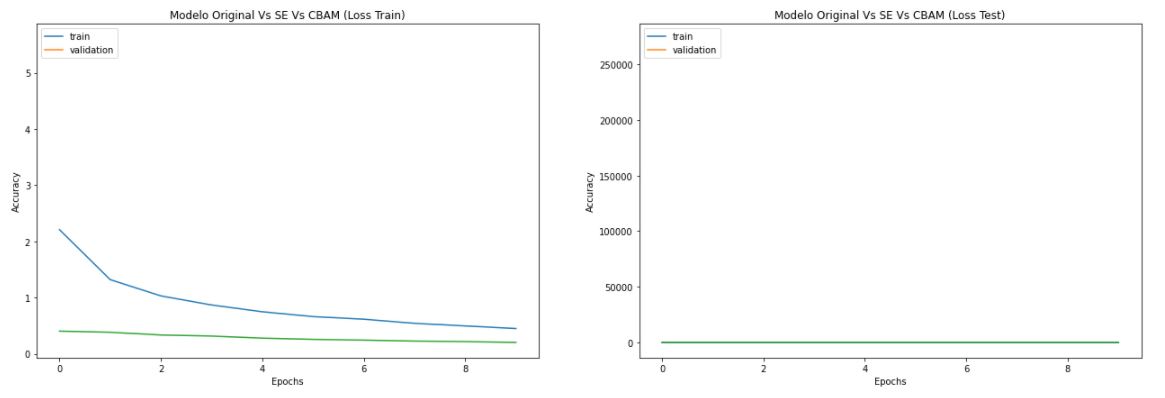 Modelo Original Vs SE Vs CBAM (Loss Train)
train
validation
5
4
3
2
1
0
Accuracy
0
2
4
6
8
Epochs
Modelo Original Vs SE Vs CBAM (Loss Test)
train
validation
250000
200000
150000
100000
50000
0
Accuracy
0
2
4
6
8
Epochs